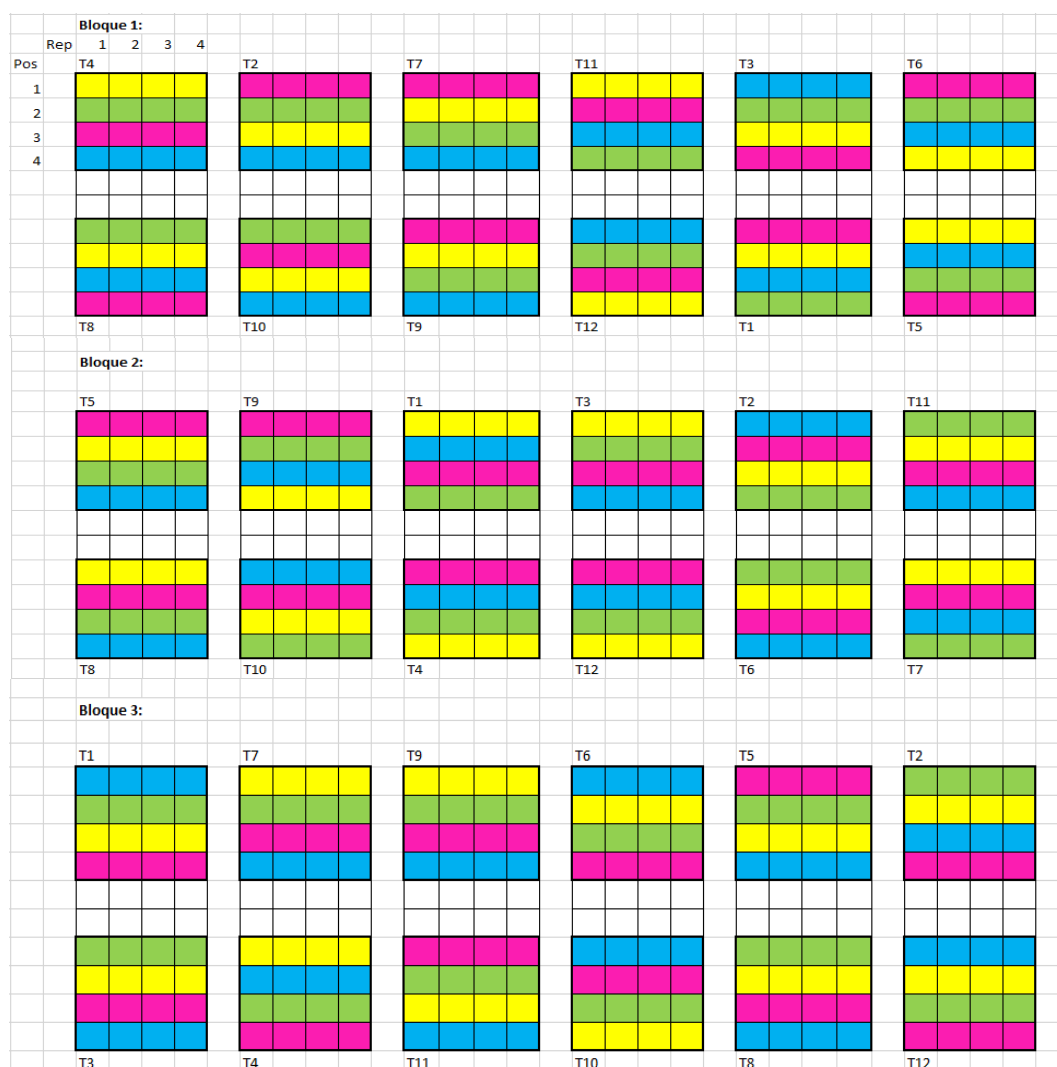 Bloque 1:
Rep 1 2 3 4
Pos T4 T2 T7 T11 T3 T6
1
2
3
4
T8 T10 T9 T12 T1 T5
Bloque 2:
T5 T9 T1 T3 T2 T11
T8 T10 T4 T12 T6 T7
Bloque 3:
T1 T7 T9 T6 T5 T2
T3 T4 T11 T10 T8 T12